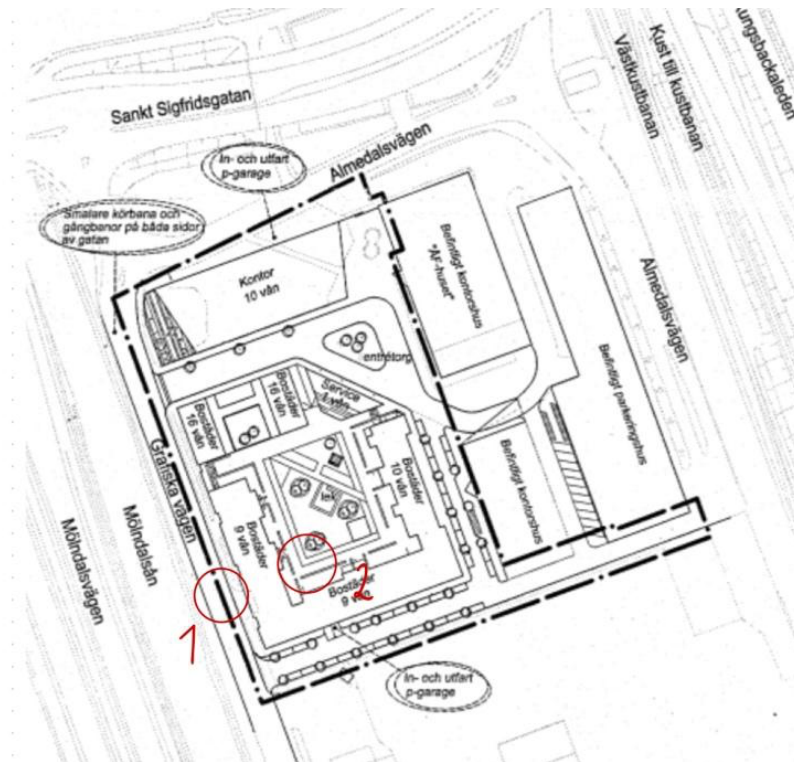 Sankt Sigfridsgatan
In- och utfart
p-garage
Almedalsvägen
Västkustbanan
Kust till kustbanan
ungsbackaleden
Smalare körbana och
gångbanor på båda sidor
av gatan
Kontor
10 vån
Befintligt kontorshus
"ÅF-huset"
Almedalsvägen
entrétorg
Bostäder
16 vån
Bostäder
16 vån
Service
Befintligt parkeringshus
Grafiska vägen
Bostäder
10 vån
Befintligt kontorshus
lek
Mölndalsvägen
Mölndalsån
Bostäder
9 vån
Bostäder
9 vån
1
2
In- och utfart
p-garage